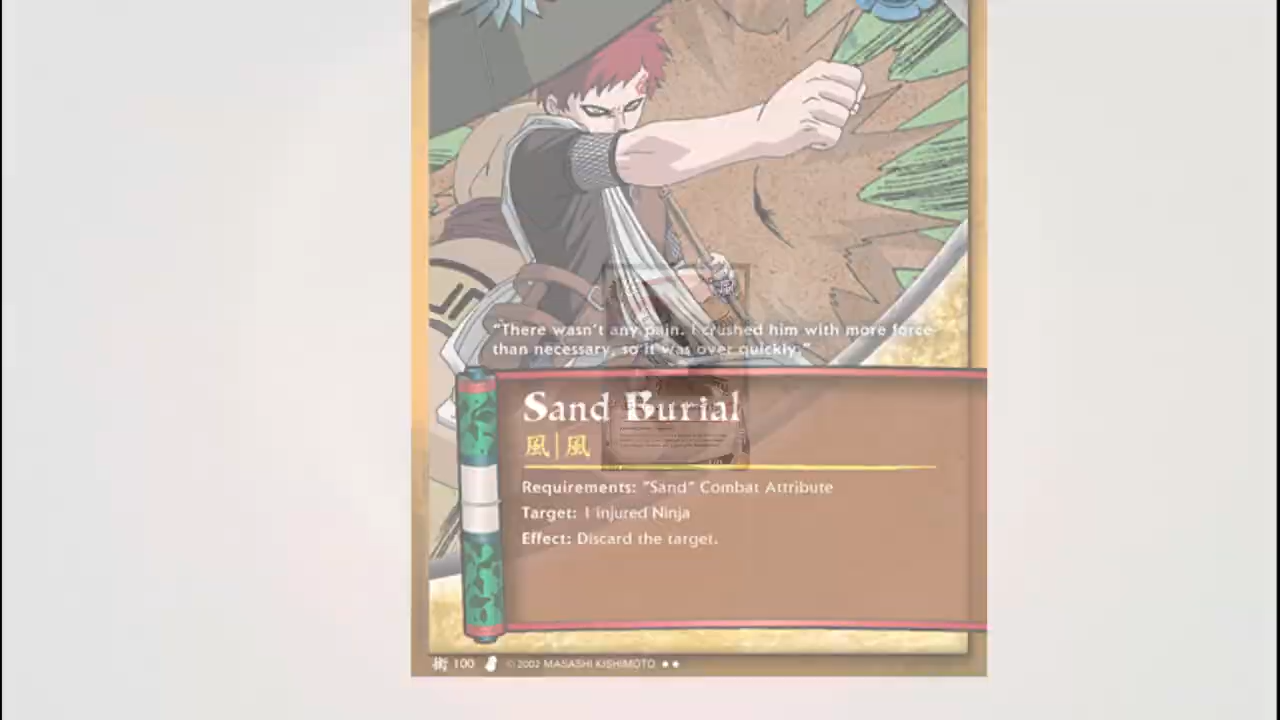 “There wasn’t any pain. I crushed him with more force
than necessary, so it was over quickly.”
Sand Burial
風|風
Requirements: “Sand” Combat Attribute
Target: 1 injured Ninja
Effect: Discard the target.
術 100 © 2002 MASASHI KISHIMOTO